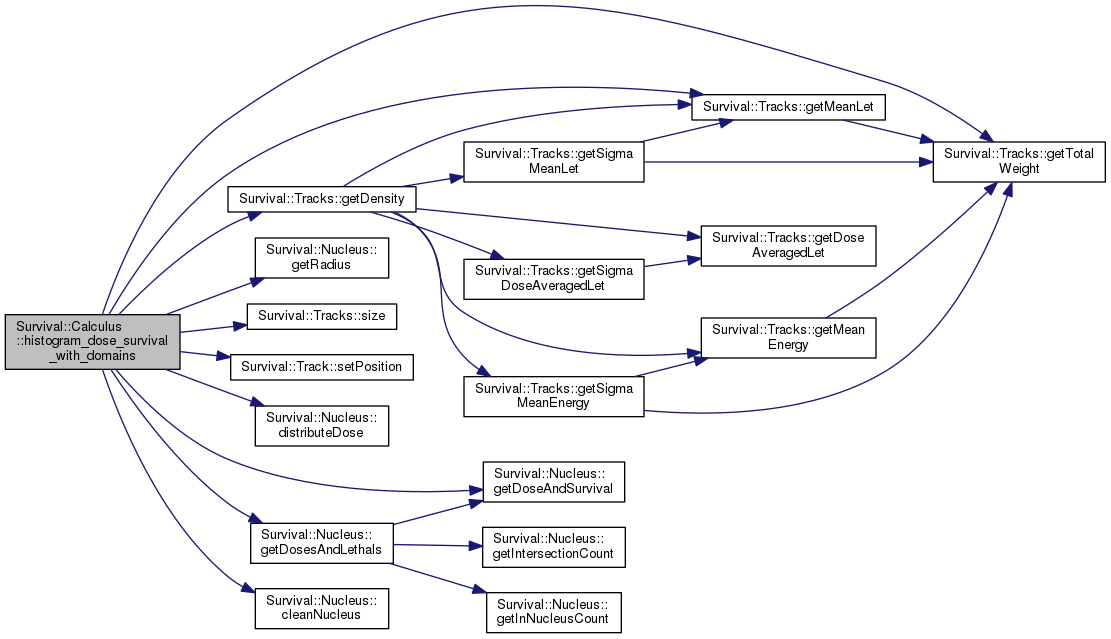 Survival::Calculus
::histogram_dose_survival
_with_domains
Survival::Tracks::getDensity
Survival::Nucleus::
getRadius
Survival::Tracks::size
Survival::Track::setPosition
Survival::Nucleus::
distributeDose
Survival::Nucleus::
getDosesAndLethals
Survival::Nucleus::
cleanNucleus
Survival::Tracks::getSigma
MeanLet
Survival::Tracks::getSigma
DoseAveragedLet
Survival::Tracks::getSigma
MeanEnergy
Survival::Nucleus::
getDoseAndSurvival
Survival::Nucleus::
getIntersectionCount
Survival::Nucleus::
getInNucleusCount
Survival::Tracks::getMeanLet
Survival::Tracks::getDose
AveragedLet
Survival::Tracks::getMean
Energy
Survival::Tracks::getTotal
Weight